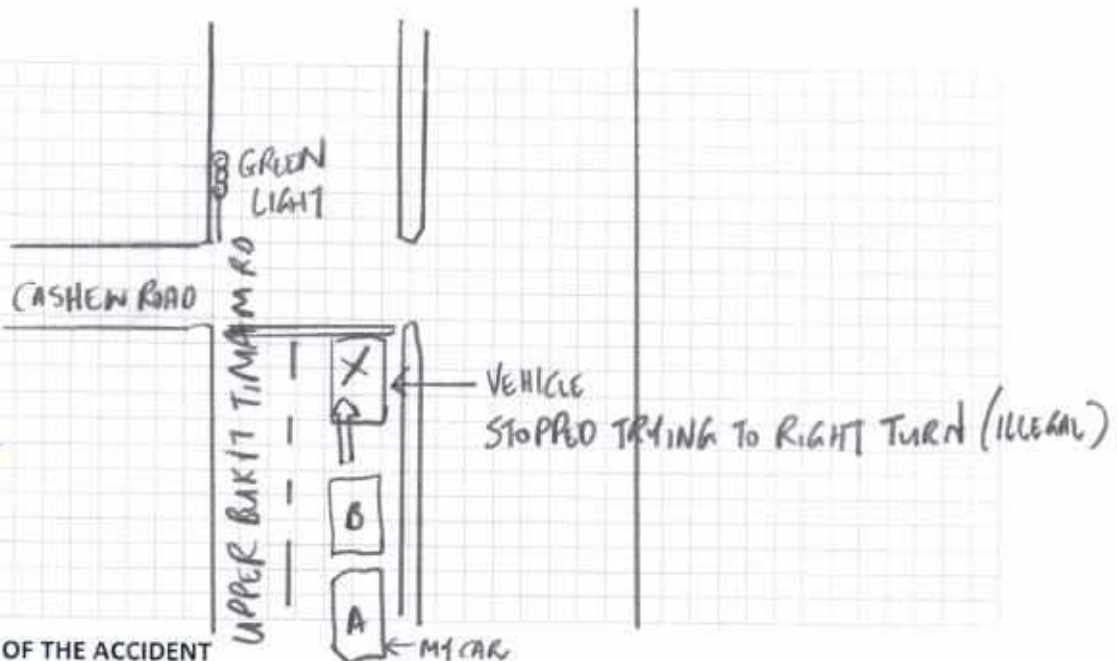 GREEN
LIGHT
CASHEW ROAD
UPPER BUKIT TIMAH RD
X
VEHICLE
STOPPED TRYING TO RIGHT TURN (ILLEGAL)
B
A
MY CAR
OF THE ACCIDENT